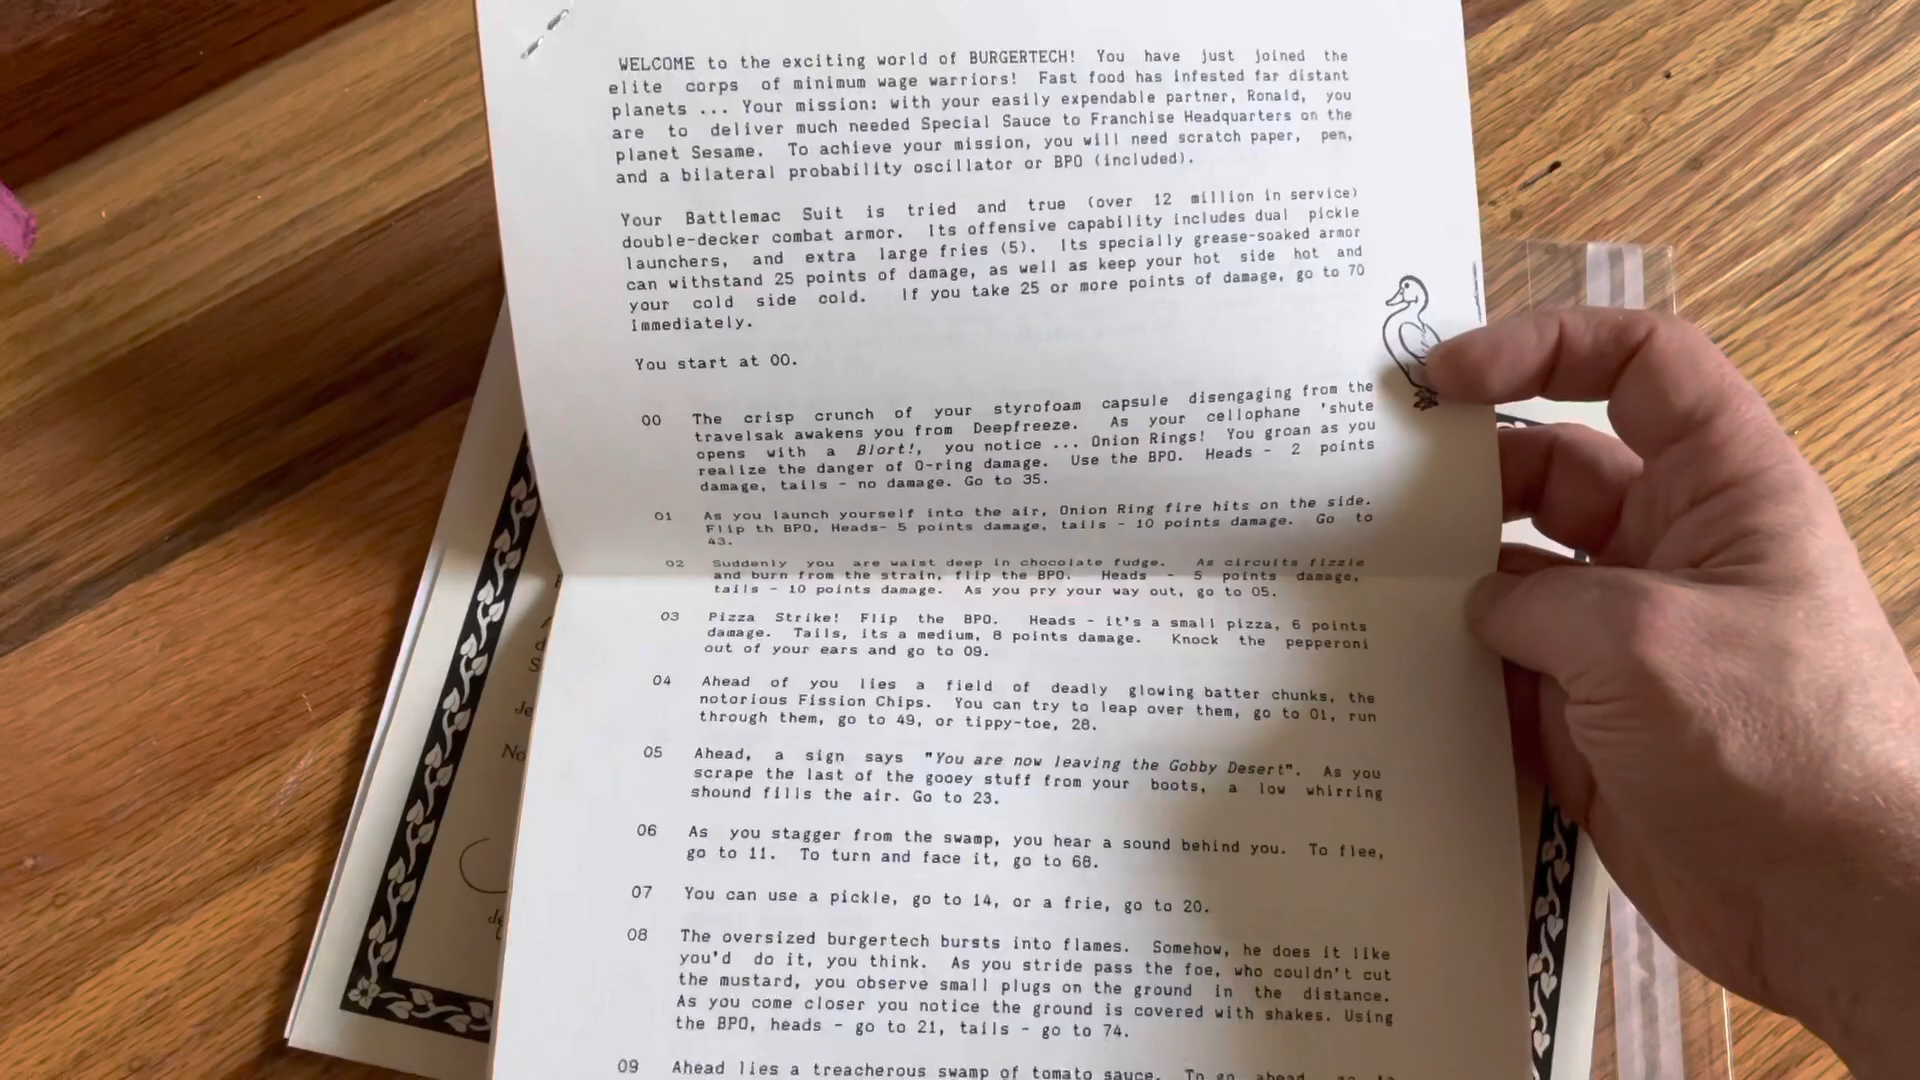 WELCOME to the exciting world of BURGERTECH! You have just joined the
elite corps of minimum wage warriors! Fast food has infested far distant
planets ... Your mission: with your easily expendable partner, Ronald, you
are to deliver much needed Special Sauce to Franchise Headquarters on the
planet Sesame. To achieve your mission, you will need scratch paper, pen,
and a bilateral probability oscillator or BPO (included).
Your Battlemac Suit is tried and true (over 12 million in service)
double-decker combat armor. Its offensive capability includes dual pickle
launchers, and extra large fries (5). Its specially grease-soaked armor
can withstand 25 points of damage, as well as keep your hot side hot and
your cold side cold. If you take 25 or more points of damage, go to 70
immediately.
You start at 00.
00 The crisp crunch of your styrofoam capsule disengaging from the
travelsak awakens you from Deepfreeze. As your cellophane 'shute
opens with a Blort!, you notice ... Onion Rings! You groan as you
realize the danger of O-ring damage. Use the BPO. Heads - 2 points
damage, tails - no damage. Go to 35.
01 As you launch yourself into the air, Onion Ring fire hits on the side.
Flip th BPO, Heads- 5 points damage, tails - 10 points damage. Go to
43.
02 Suddenly you are waist deep in chocolate fudge. As circuits fizzle
and burn from the strain, flip the BPO. Heads - 5 points damage,
tails - 10 points damage. As you pry your way out, go to 05.
03 Pizza Strike! Flip the BPO. Heads - it's a small pizza, 6 points
damage. Tails, its a medium, 8 points damage. Knock the pepperoni
out of your ears and go to 09.
04 Ahead of you lies a field of deadly glowing batter chunks, the
notorious Fission Chips. You can try to leap over them, go to 01, run
through them, go to 49, or tippy-toe, 28.
05 Ahead, a sign says "You are now leaving the Gobby Desert". As you
scrape the last of the gooey stuff from your boots, a low whirring
shound fills the air. Go to 23.
06 As you stagger from the swamp, you hear a sound behind you. To flee,
go to 11. To turn and face it, go to 68.
07 You can use a pickle, go to 14, or a frie, go to 20.
08 The oversized burgertech bursts into flames. Somehow, he does it like
you'd do it, you think. As you stride pass the foe, who couldn't cut
the mustard, you observe small plugs on the ground in the distance.
As you come closer you notice the ground is covered with shakes. Using
the BPO, heads - go to 21, tails - go to 74.
09 Ahead lies a treacherous swamp of tomato sauce. To go ahead, go to
Je
No